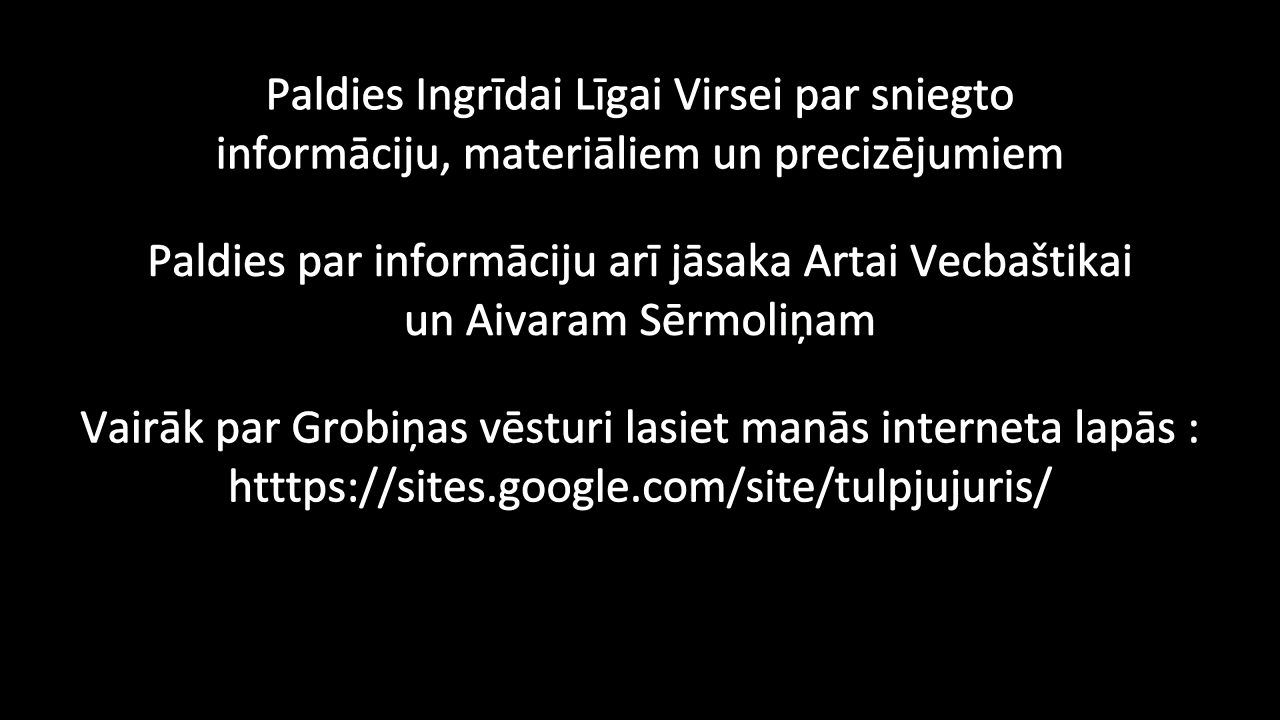 Paldies Ingrīdai Līgai Virsei par sniegto
informāciju, materiāliem un precizējumiem
Paldies par informāciju arī jāsaka Artai Vecbaštikai
un Aivaram Sērmoliņam
Vairāk par Grobiņas vēsturi lasiet manās interneta lapās :
htttps://sites.google.com/site/tulpjujuris/